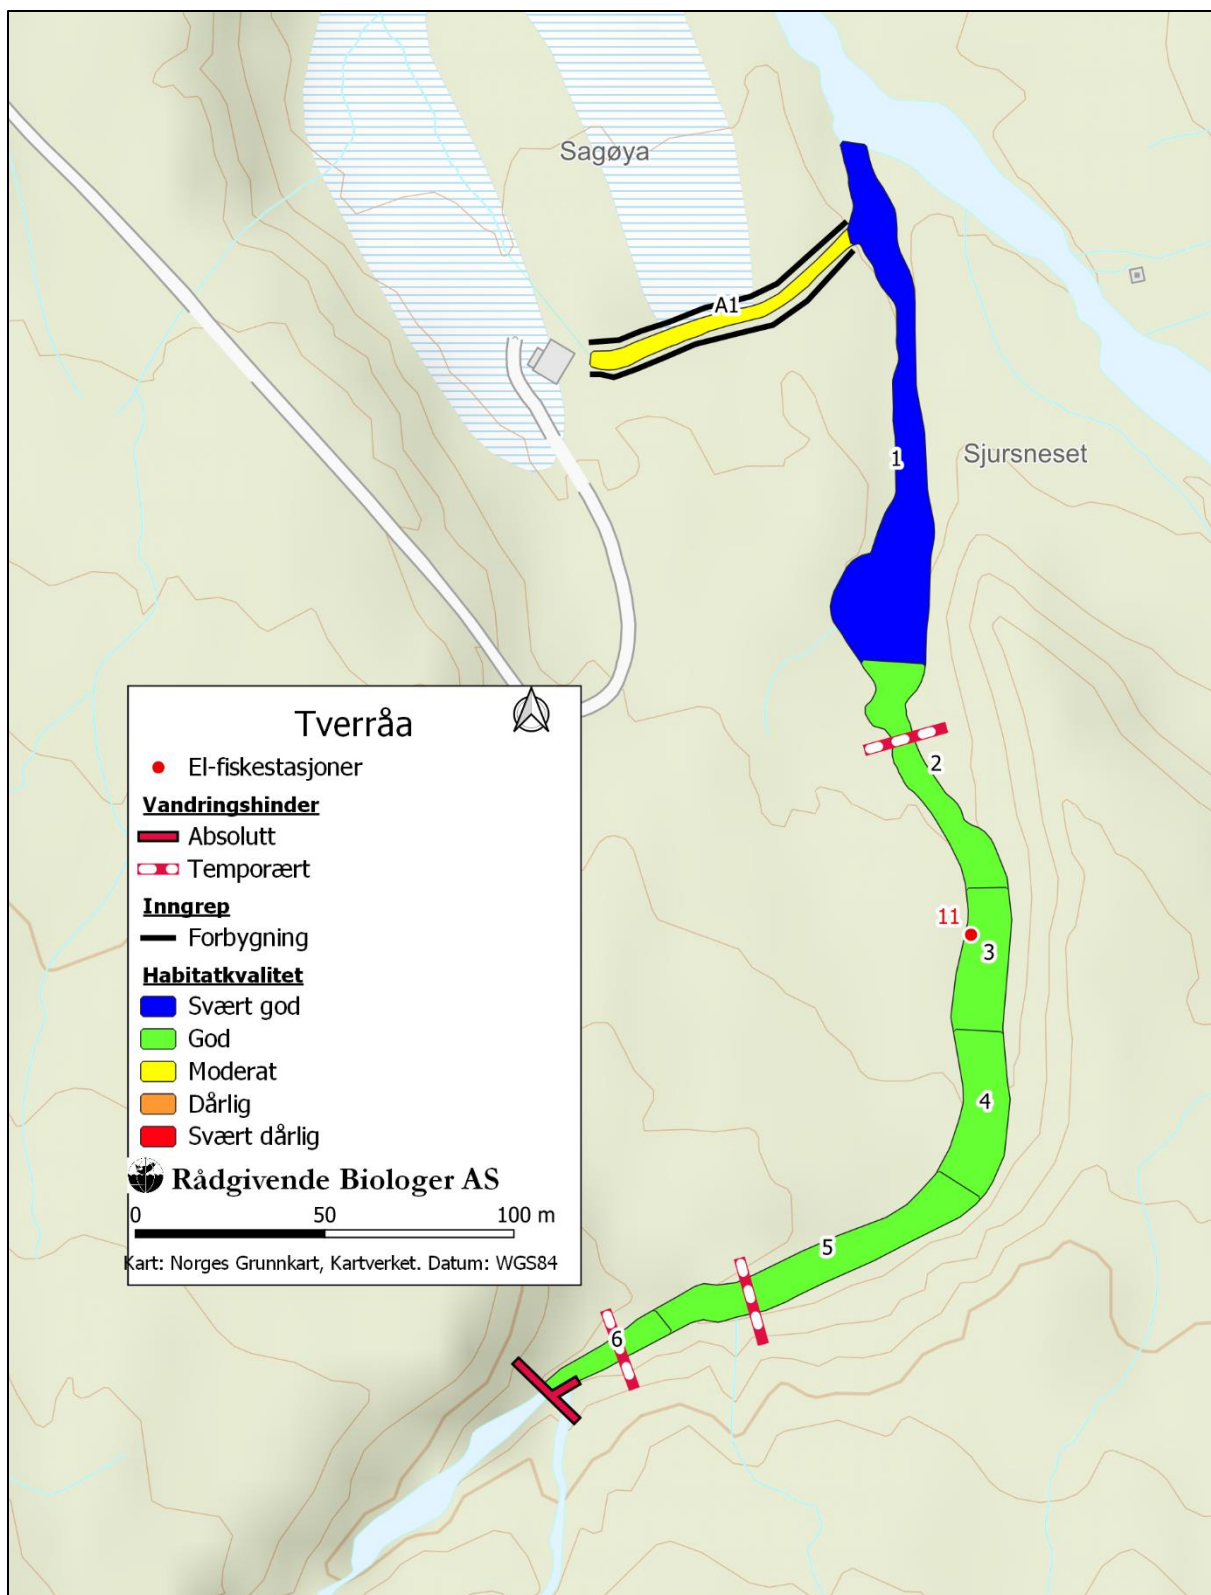 Sagøya
A1
1
Sjursneset
2
11
3
4
5
6
Tverråa
El-fiskestasjoner
Vandringshinder
Absolutt
Temporært
Inngrep
Forbygning
Habitatkvalitet
Svært god
God
Moderat
Dårlig
Svært dårlig
Rådgivende Biologer AS
0 50 100 m
Kart: Norges Grunnkart, Kartverket. Datum: WGS84